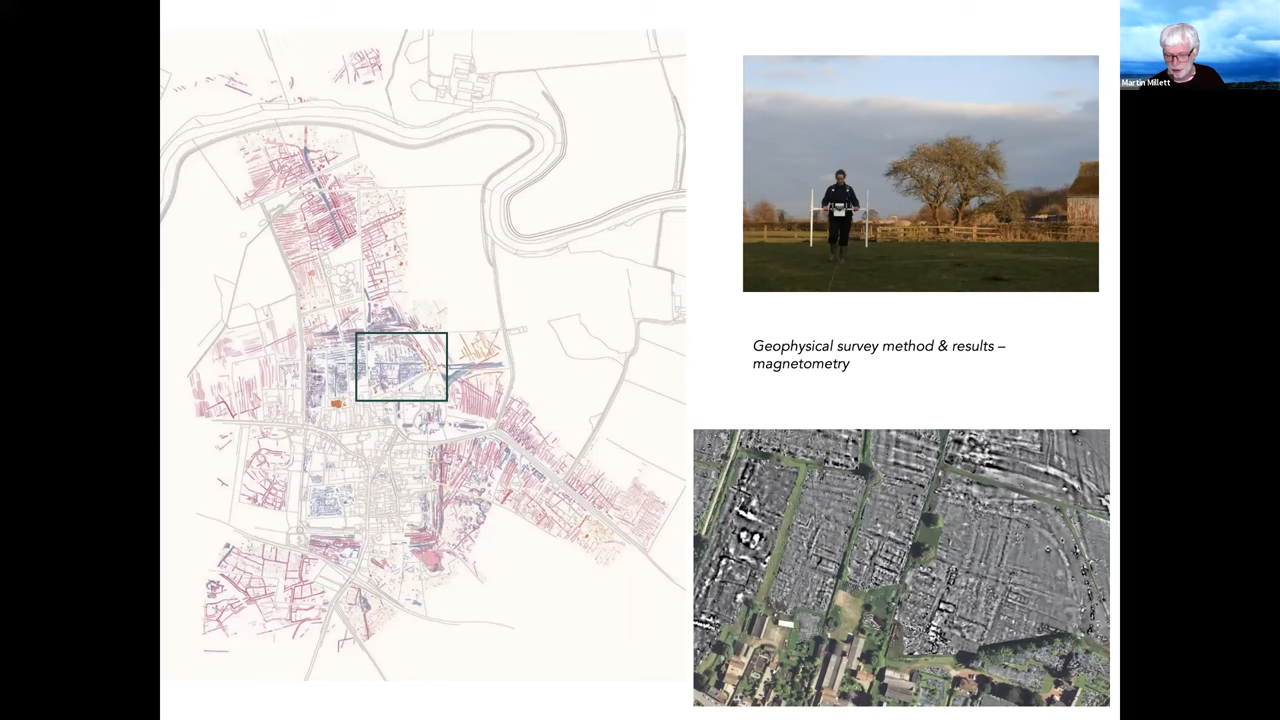 Martin Millett
Geophysical survey method & results –
magnetometry